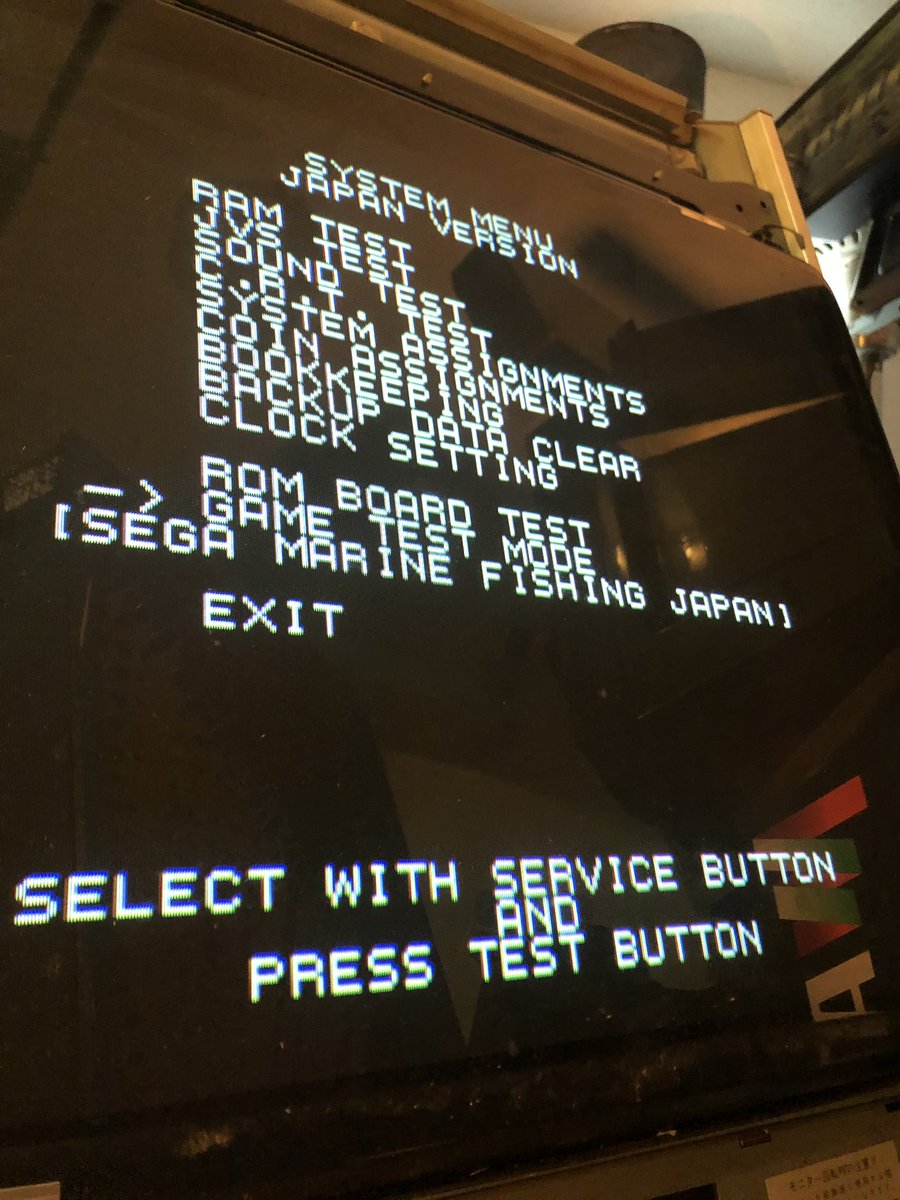 SYSTEM MENU
JAPAN VERSION
RAM TEST
JVS TEST
SOUND TEST
C.R.T. TEST
SYSTEM ASSIGNMENTS
COIN ASSIGNMENTS
BOOKKEEPING
BACKUP DATA CLEAR
CLOCK SETTING
ROM BOARD TEST
-> GAME TEST MODE
[SEGA MARINE FISHING JAPAN]
EXIT
SELECT WITH SERVICE BUTTON
AND
PRESS TEST BUTTON